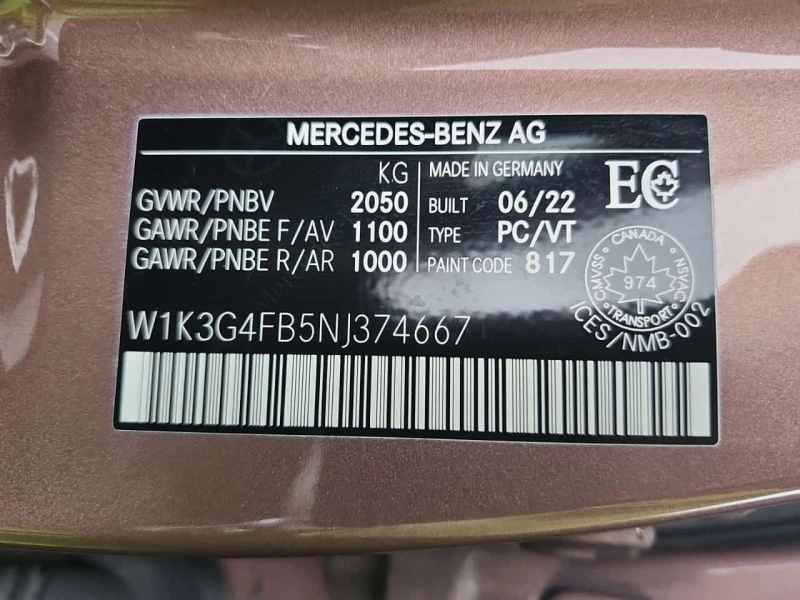 MERCEDES-BENZ AG
KG
GVWR/PNBV 2050
GAWR/PNBE F/AV 1100
GAWR/PNBE R/AR 1000
MADE IN GERMANY
BUILT 06/22
TYPE PC/VT
PAINT CODE 817
EC
CANADA
CMVSS 974 NSVAC
TRANSPORT
ICES/NMB-002
W1K3G4FB5NJ374667